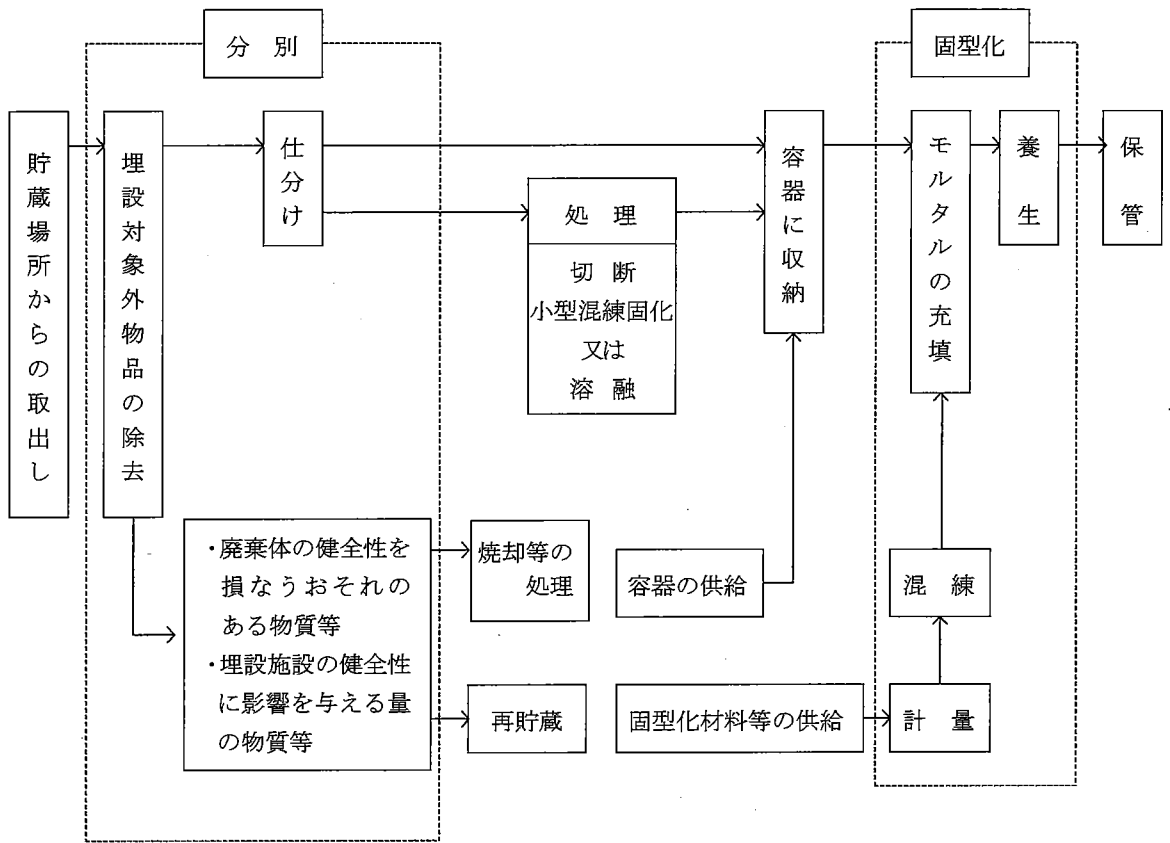 分別
固型化
貯蔵場所からの取出し
埋設対象外物品の除去
仕分け
処理
切断
小型混練固化
又は
溶融
容器に収納
モルタルの充填
養生
保管
・廃棄体の健全性を
損なうおそれの
ある物質等
・埋設施設の健全性
に影響を与える量
の物質等
焼却等の
処理
再貯蔵
容器の供給
固型化材料等の供給
混練
計量